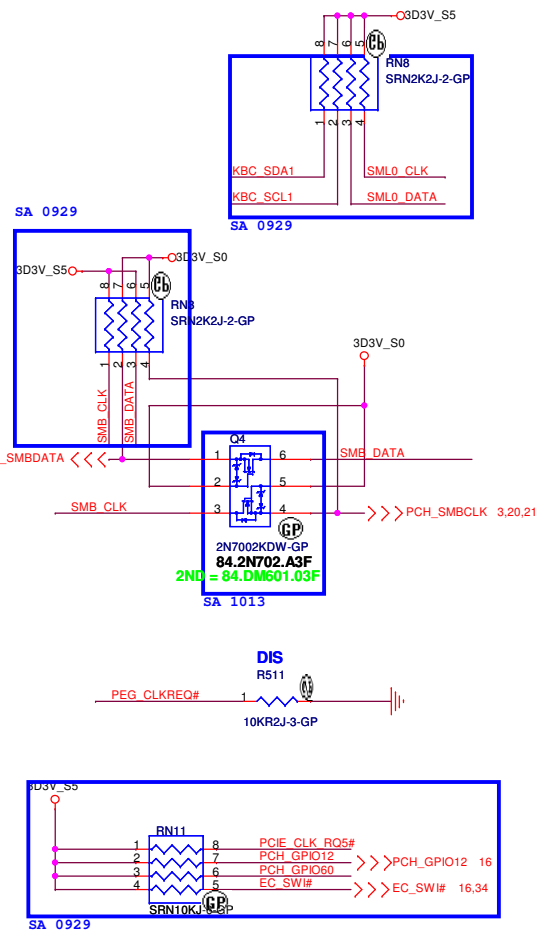 3D3V_S5
8 7 6 5
RN8
SRN2K2J-2-GP
1 2 3 4
KBC_SDA1 SML0_CLK
KBC_SCL1 SML0_DATA
SA 0929
SA 0929
3D3V_S0
3D3V_S5
8 7 6 5
RN3
SRN2K2J-2-GP
1 2 3 4
SMB_CLK
SMB_DATA
3D3V_S0
Q4
_SMBDATA 1 6 SMB_DATA
2 5
SMB_CLK 3 4 PCH_SMBCLK 3,20,21
GP
2N7002KDW-GP
84.2N702.A3F
2ND = 84.DM601.03F
SA 1013
DIS
R511
PEG_CLKREQ# 1
10KR2J-3-GP
3D3V_S5
RN11
1 8 PCIE_CLK_RQ5#
2 7 PCH_GPIO12 PCH_GPIO12 16
3 6 PCH_GPIO60
4 5 EC_SWI# EC_SWI# 16,34
GP
SA 0929